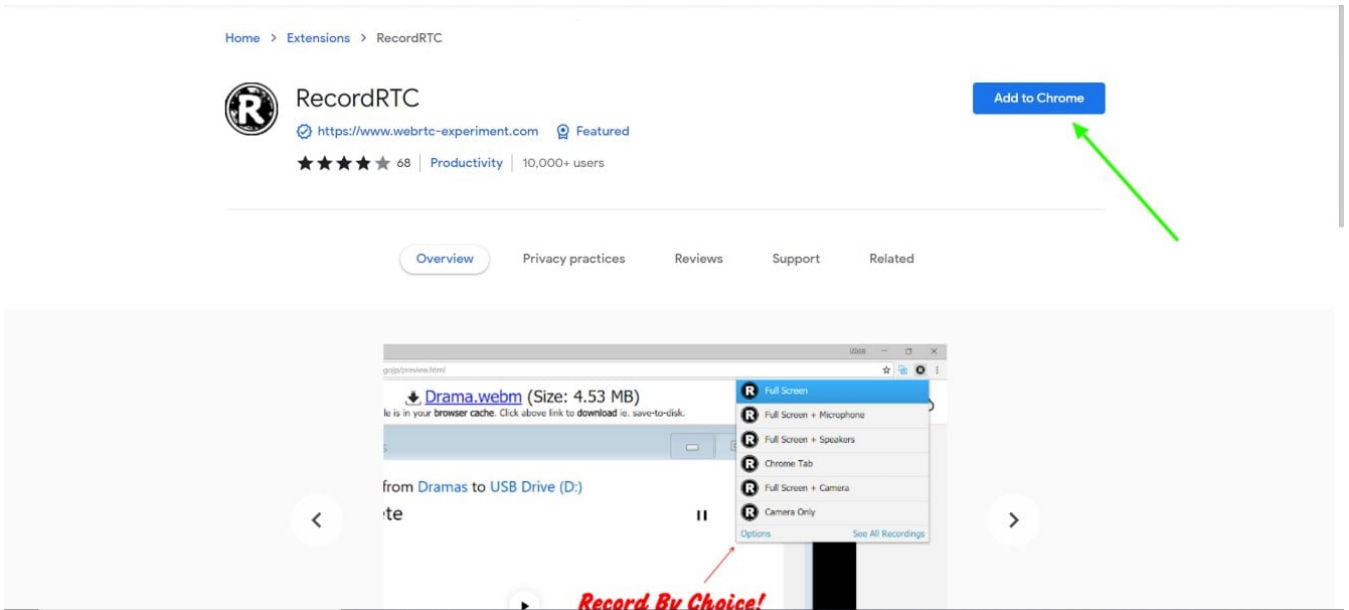 Home > Extensions > RecordRTC
R RecordRTC
Add to Chrome
https://www.webrtc-experiment.com Featured
68 | Productivity | 10,000+ users
Overview Privacy practices Reviews Support Related
goja/preview.html
Drama.webm (Size: 4.53 MB)
le is in your browser cache. Click above link to download ie. save-to-disk.
R Full Screen
R Full Screen + Microphone
R Full Screen + Speakers
R Chrome Tab
R Full Screen + Camera
R Camera Only
Options See All Recordings
s
from Dramas to USB Drive (D:)
te
Record By Choice!